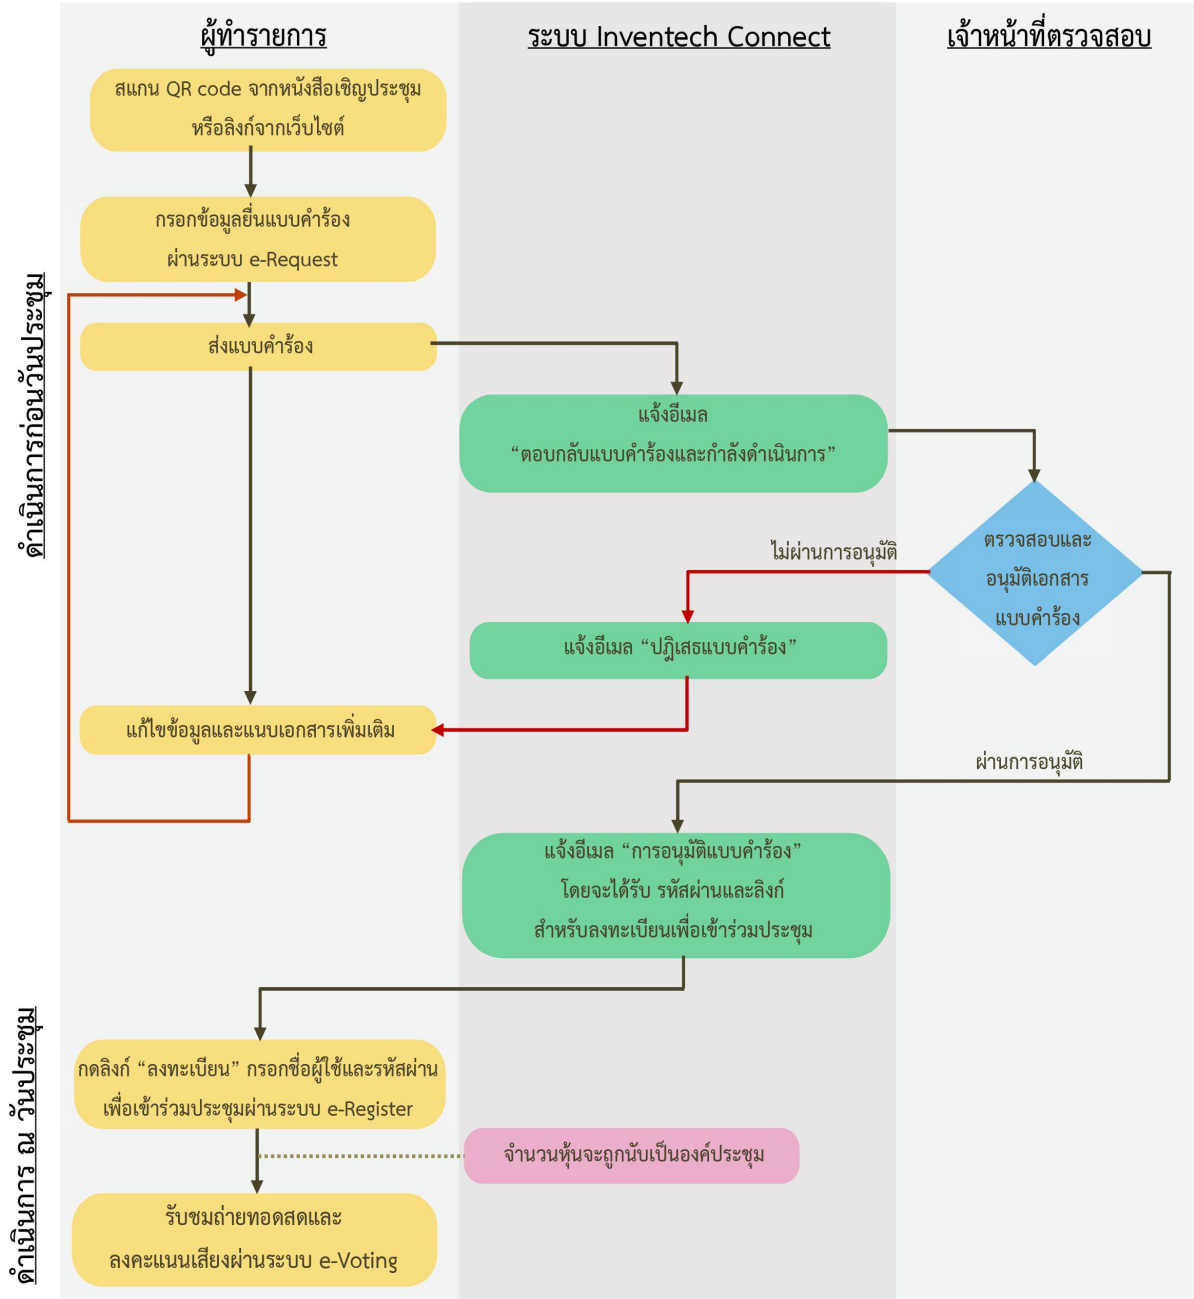 ผู้ทำรายการ
ระบบ Inventech Connect
เจ้าหน้าที่ตรวจสอบ
ดำเนินการก่อนวันประชุม
สแกน QR code จากหนังสือเชิญประชุม
หรือลิงก์จากเว็บไซต์
กรอกข้อมูลยื่นแบบคำร้อง
ผ่านระบบ e-Request
ส่งแบบคำร้อง
แจ้งอีเมล
“ตอบกลับแบบคำร้องและกำลังดำเนินการ”
ตรวจสอบและ
อนุมัติเอกสาร
แบบคำร้อง
ไม่ผ่านการอนุมัติ
แจ้งอีเมล “ปฎิเสธแบบคำร้อง”
แก้ไขข้อมูลและแนบเอกสารเพิ่มเติม
ผ่านการอนุมัติ
แจ้งอีเมล “การอนุมัติแบบคำร้อง”
โดยจะได้รับ รหัสผ่านและลิงก์
สำหรับลงทะเบียนเพื่อเข้าร่วมประชุม
ดำเนินการ ณ วันประชุม
กดลิงก์ “ลงทะเบียน” กรอกชื่อผู้ใช้และรหัสผ่าน
เพื่อเข้าร่วมประชุมผ่านระบบ e-Register
จำนวนหุ้นจะถูกนับเป็นองค์ประชุม
รับชมถ่ายทอดสดและ
ลงคะแนนเสียงผ่านระบบ e-Voting